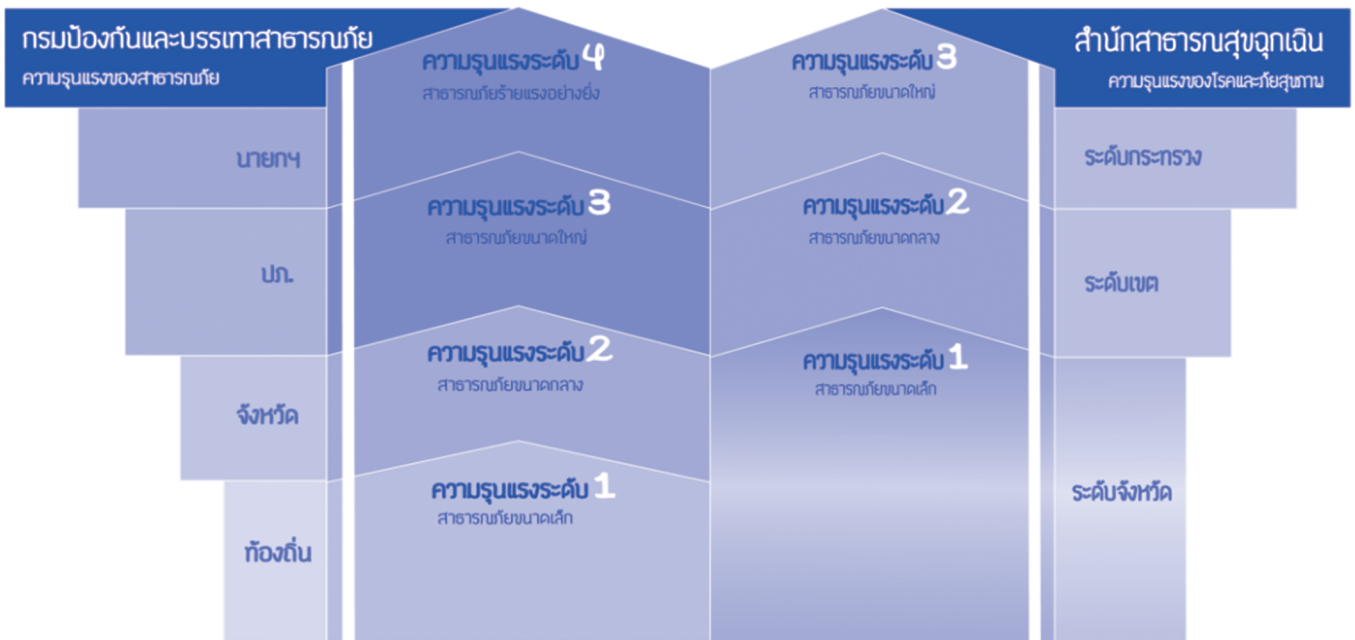 กรมป้องกันและบรรเทาสาธารณภัย
ความรุนแรงของสาธารณภัย
นายกฯ
ปภ.
จังหวัด
ท้องถิ่น
ความรุนแรงระดับ 4
สาธารณภัยร้ายแรงอย่างยิ่ง
ความรุนแรงระดับ 3
สาธารณภัยขนาดใหญ่
ความรุนแรงระดับ 2
สาธารณภัยขนาดกลาง
ความรุนแรงระดับ 1
สาธารณภัยขนาดเล็ก
ความรุนแรงระดับ 3
สาธารณภัยขนาดใหญ่
ความรุนแรงระดับ 2
สาธารณภัยขนาดกลาง
ความรุนแรงระดับ 1
สาธารณภัยขนาดเล็ก
สำนักสาธารณสุขฉุกเฉิน
ความรุนแรงของโรคและภัยสุขภาพ
ระดับกระทรวง
ระดับเขต
ระดับจังหวัด